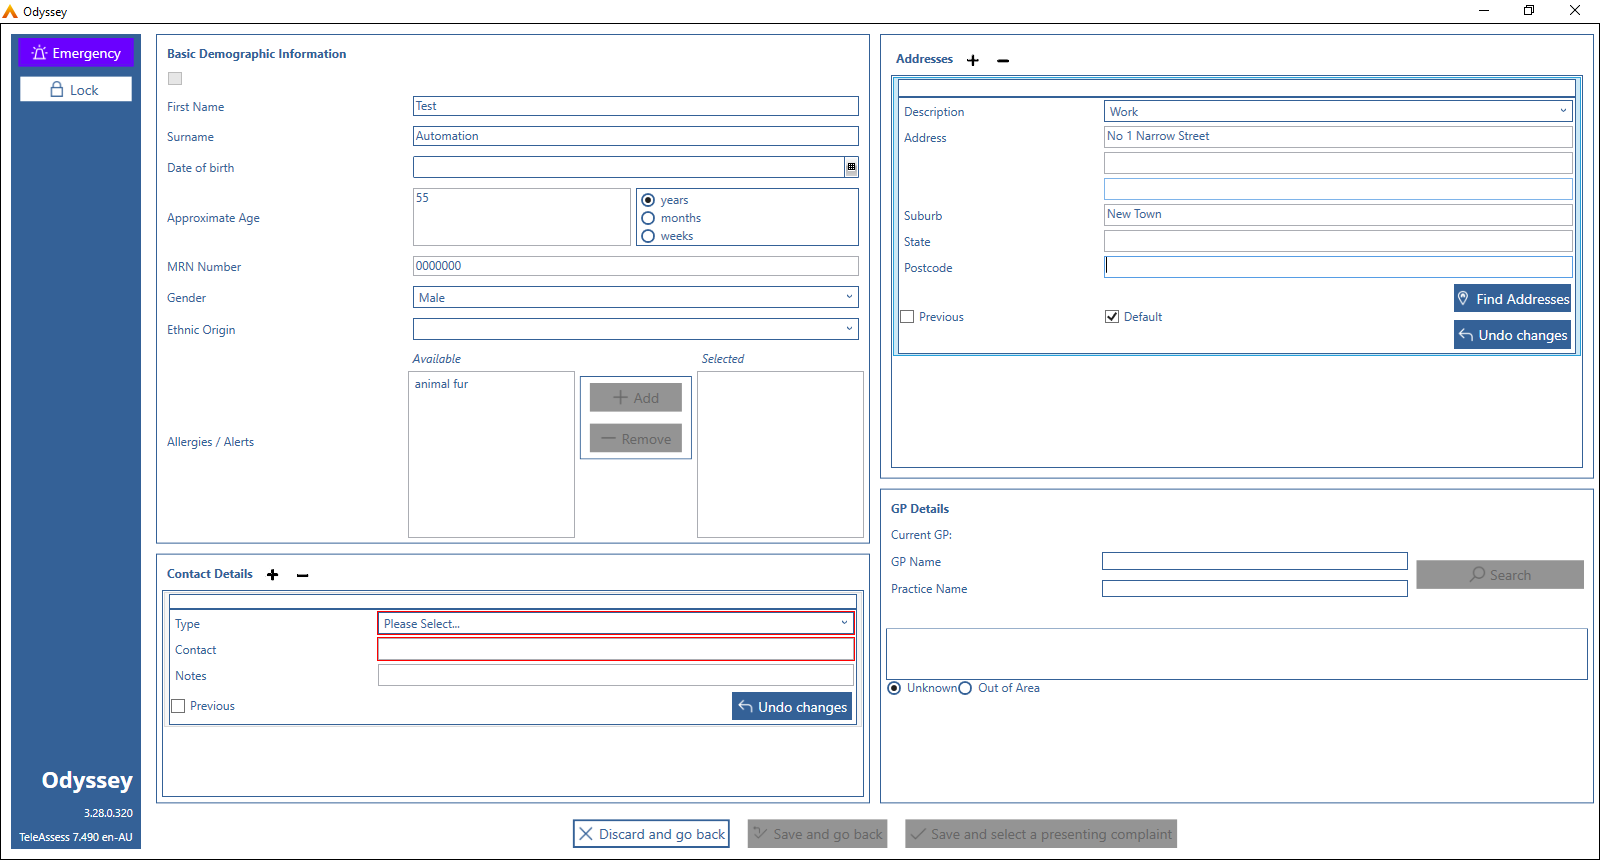 Odyssey
Emergency
Lock
Basic Demographic Information
First Name
Test
Surname
Automation
Date of birth
Approximate Age
55
years
months
weeks
MRN Number
0000000
Gender
Male
Ethnic Origin
Available
Selected
animal fur
Add
Remove
Allergies / Alerts
Contact Details
Type
Please Select...
Contact
Notes
Previous
Undo changes
Addresses
Description
Work
Address
No 1 Narrow Street
Suburb
New Town
State
Postcode
Find Addresses
Previous
Default
Undo changes
GP Details
Current GP:
GP Name
Search
Practice Name
Unknown
Out of Area
Odyssey
3.28.0.320
TeleAssess 7.490 en-AU
Discard and go back
Save and go back
Save and select a presenting complaint